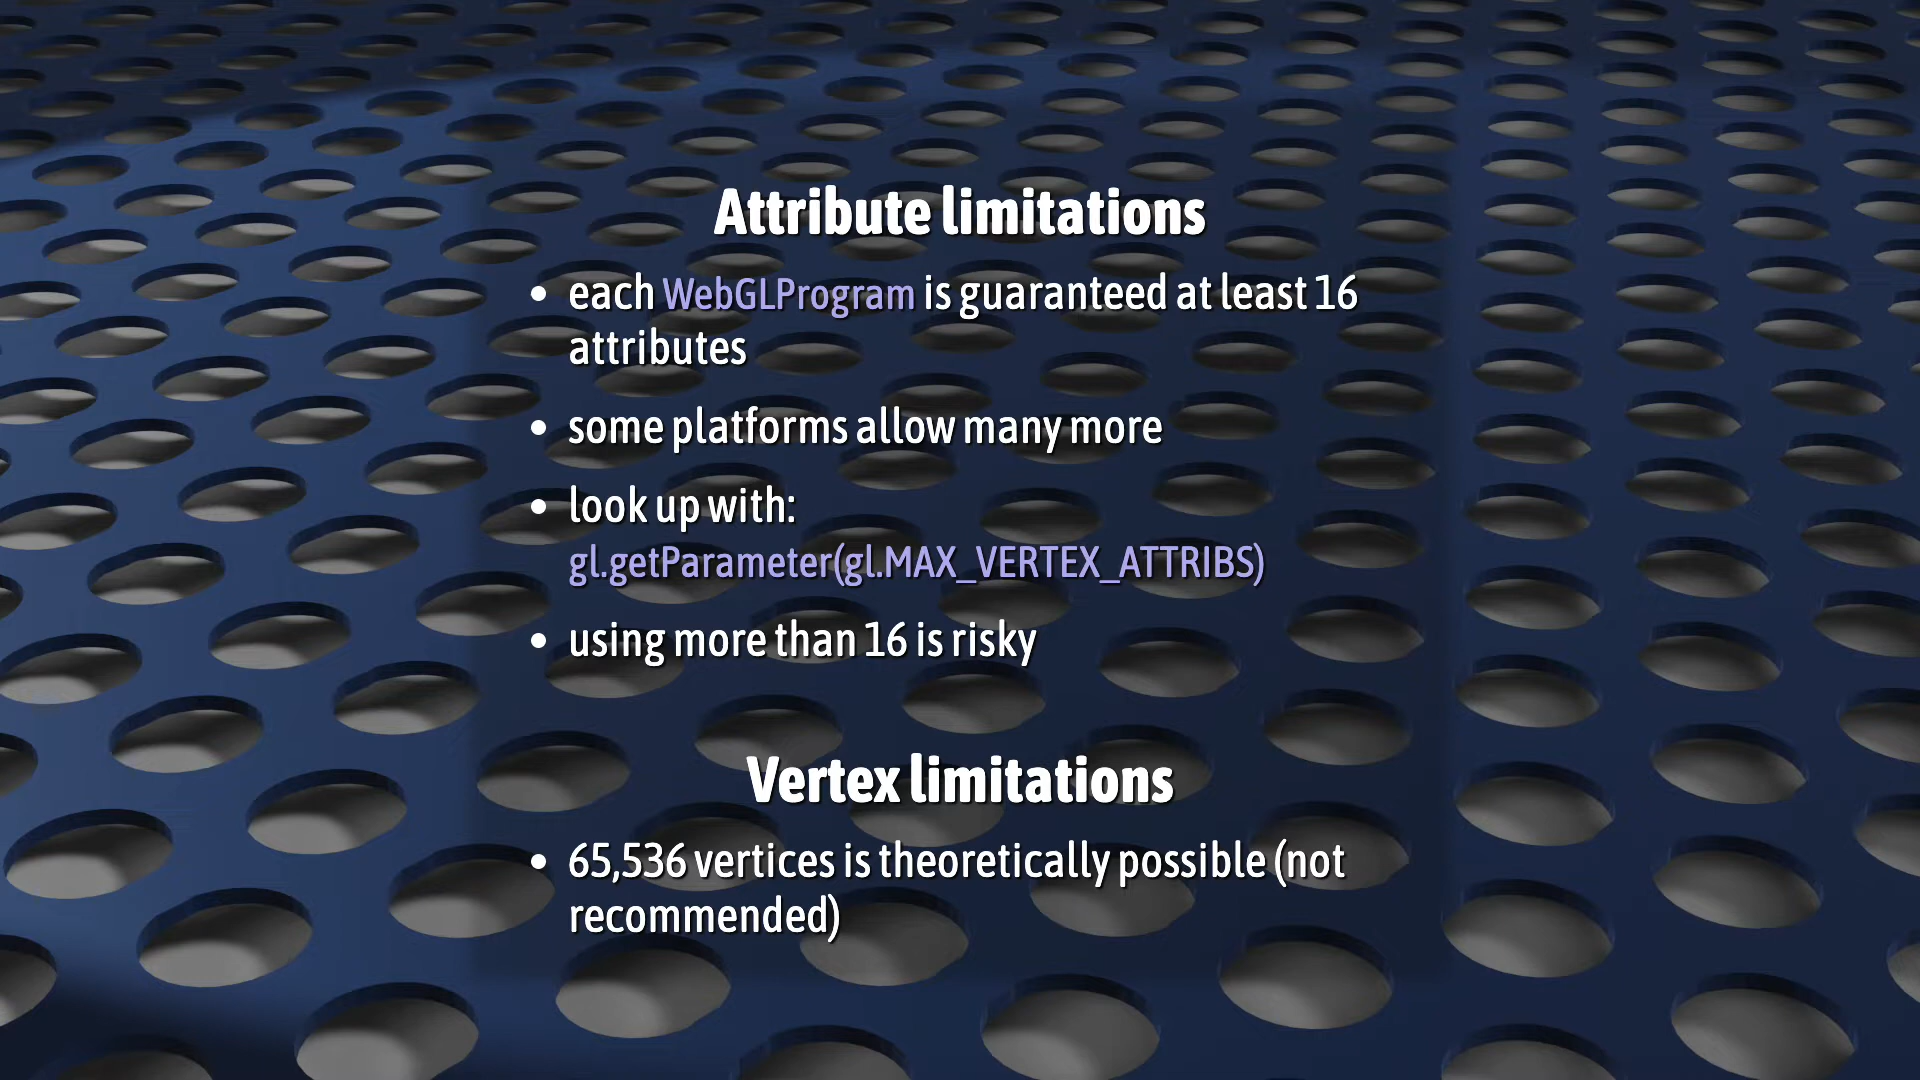 Attribute limitations
• each WebGLProgram is guaranteed at least 16
attributes
• some platforms allow many more
• look up with:
gl.getParameter(gl.MAX_VERTEX_ATTRIBS)
• using more than 16 is risky
Vertex limitations
• 65,536 vertices is theoretically possible (not
recommended)